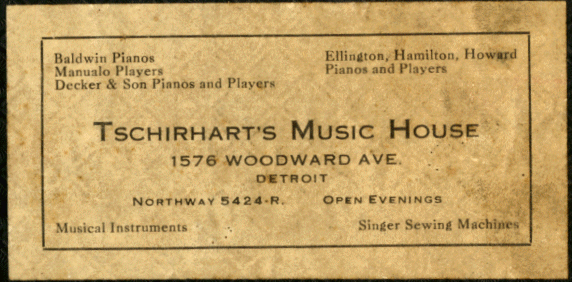 Baldwin Pianos
Manualo Players
Decker & Son Pianos and Players
Ellington, Hamilton, Howard
Pianos and Players
TSCHIRHART'S MUSIC HOUSE
1576 WOODWARD AVE.
DETROIT
NORTHWAY 5424-R. OPEN EVENINGS
Musical Instruments
Singer Sewing Machines